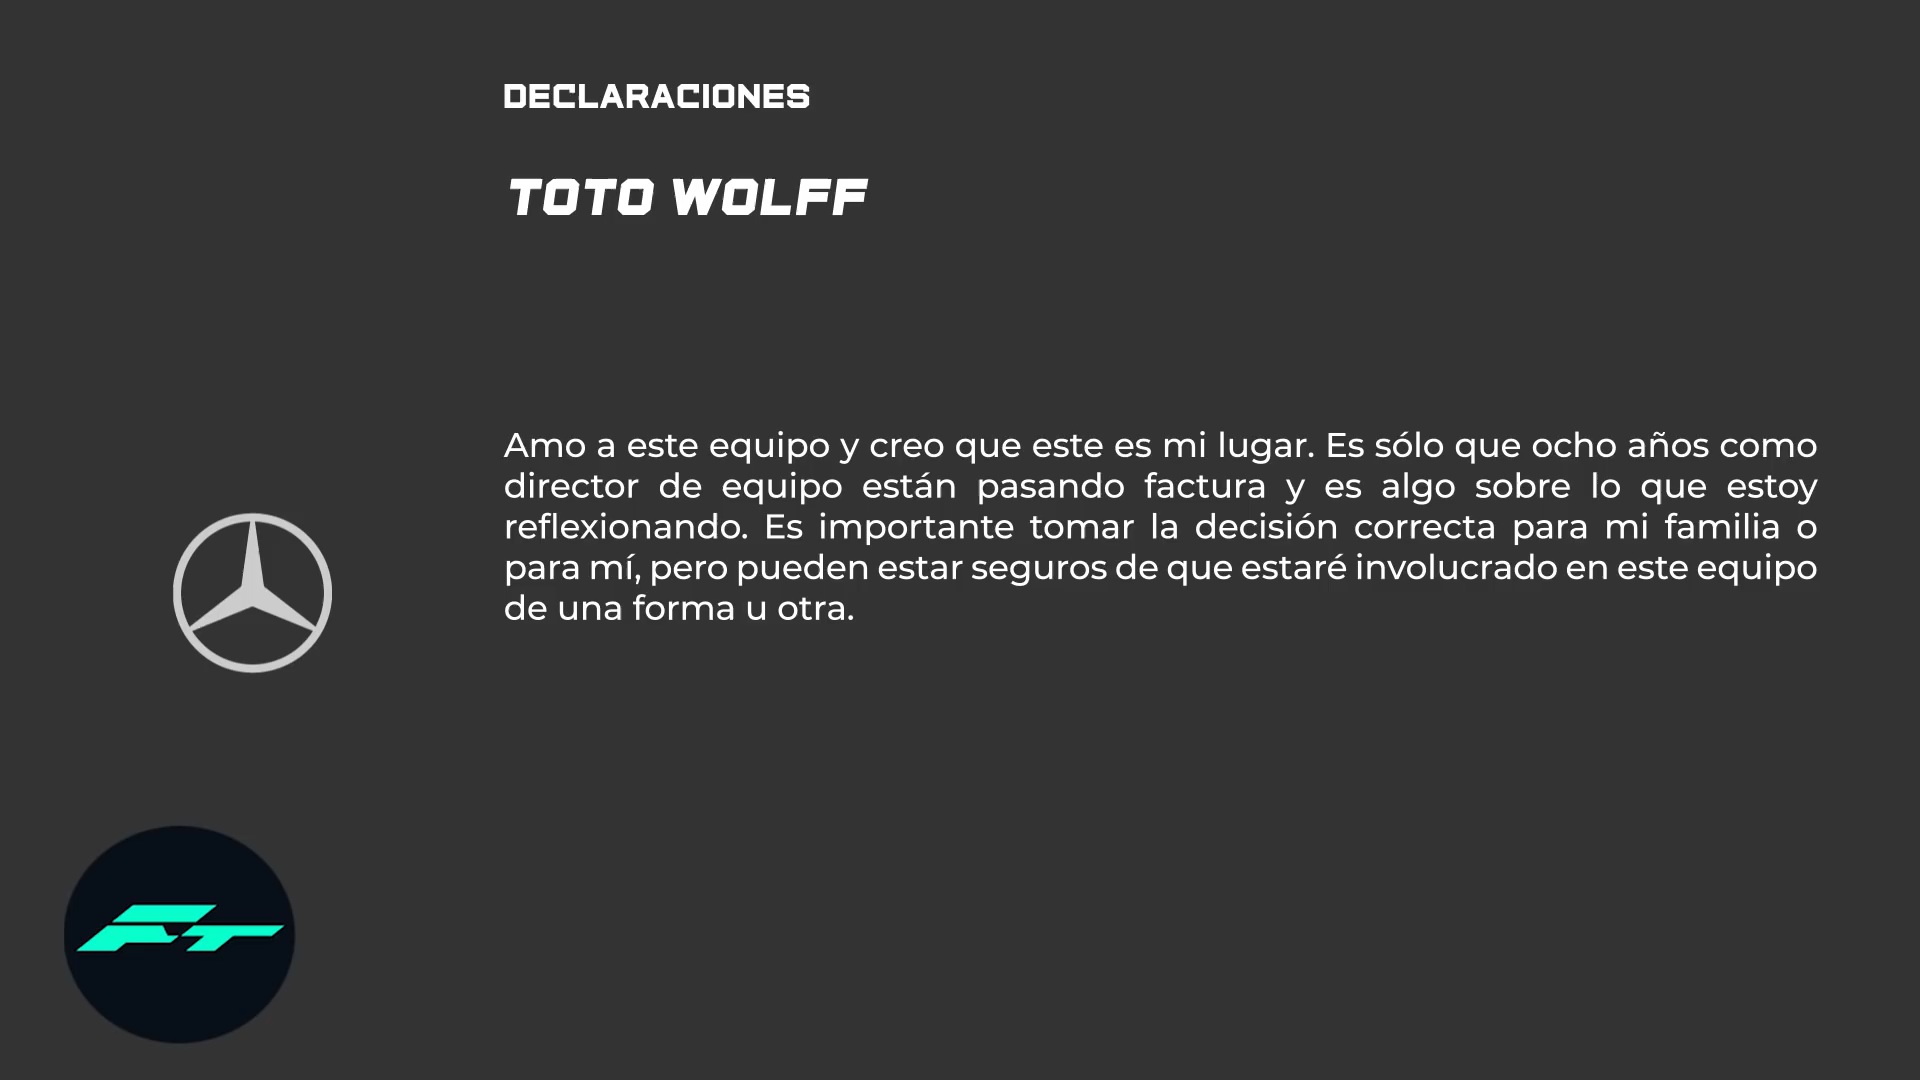 DECLARACIONES
TOTO WOLFF
Amo a este equipo y creo que este es mi lugar. Es sólo que ocho años como
director de equipo están pasando factura y es algo sobre lo que estoy
reflexionando. Es importante tomar la decisión correcta para mi familia o
para mí, pero pueden estar seguros de que estaré involucrado en este equipo
de una forma u otra.
FT